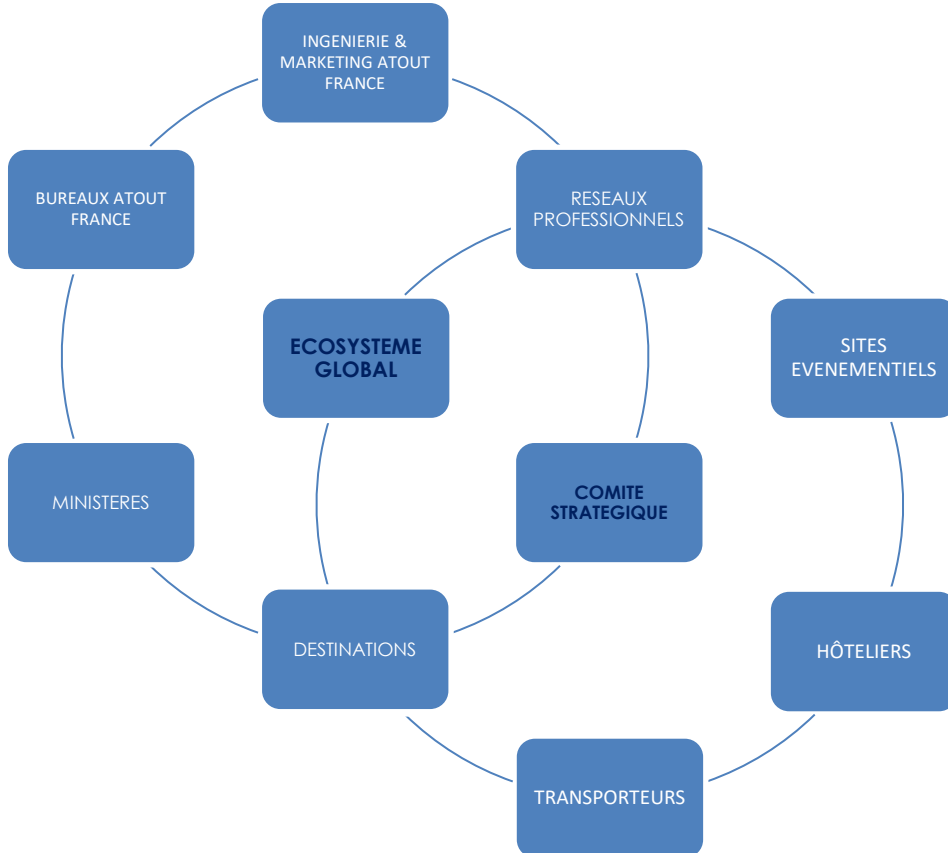 INGENIERIE &
MARKETING ATOUT
FRANCE
BUREAUX ATOUT
FRANCE
RESEAUX
PROFESSIONNELS
ECOSYSTEME
GLOBAL
SITES
EVENEMENTIELS
MINISTERES
COMITE
STRATEGIQUE
DESTINATIONS
HÔTELIERS
TRANSPORTEURS